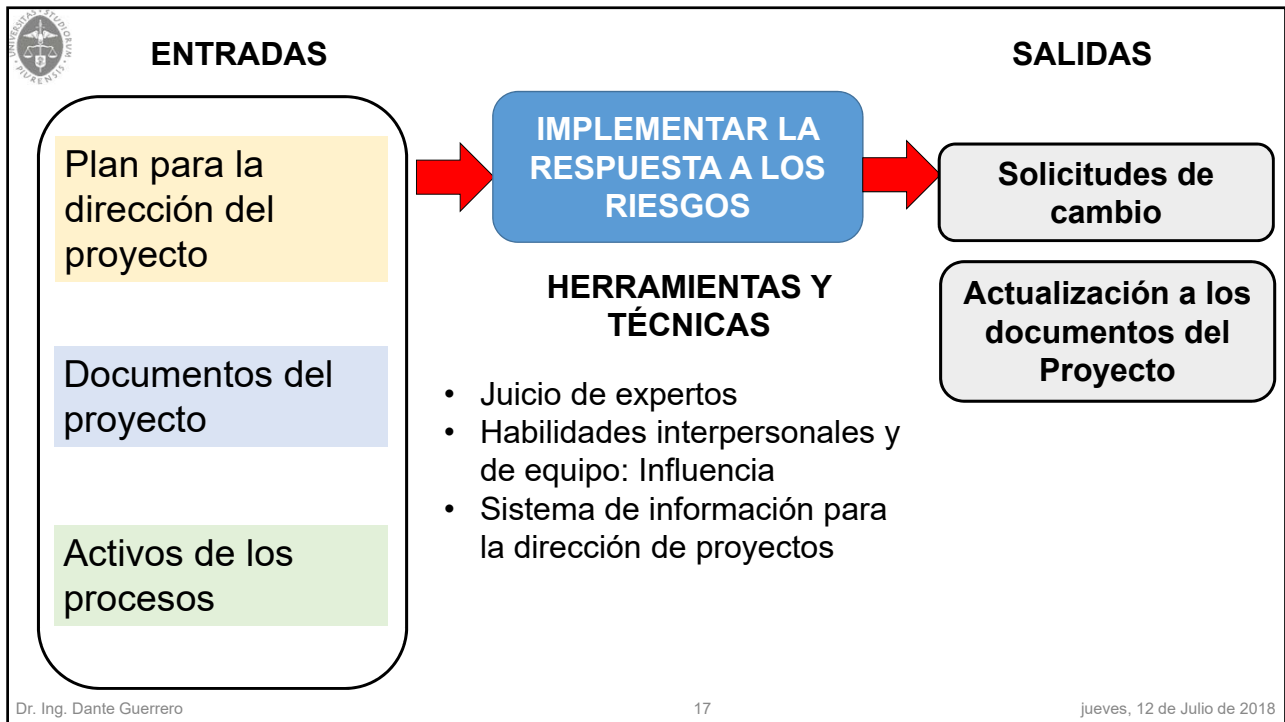 UNIVERSITAS • STUDIORUM • PIURENSIS
ENTRADAS
Plan para la
dirección del
proyecto
Documentos del
proyecto
Activos de los
procesos
IMPLEMENTAR LA
RESPUESTA A LOS
RIESGOS
HERRAMIENTAS Y
TÉCNICAS
• Juicio de expertos
• Habilidades interpersonales y
de equipo: Influencia
• Sistema de información para
la dirección de proyectos
SALIDAS
Solicitudes de
cambio
Actualización a los
documentos del
Proyecto
Dr. Ing. Dante Guerrero
17
jueves, 12 de Julio de 2018